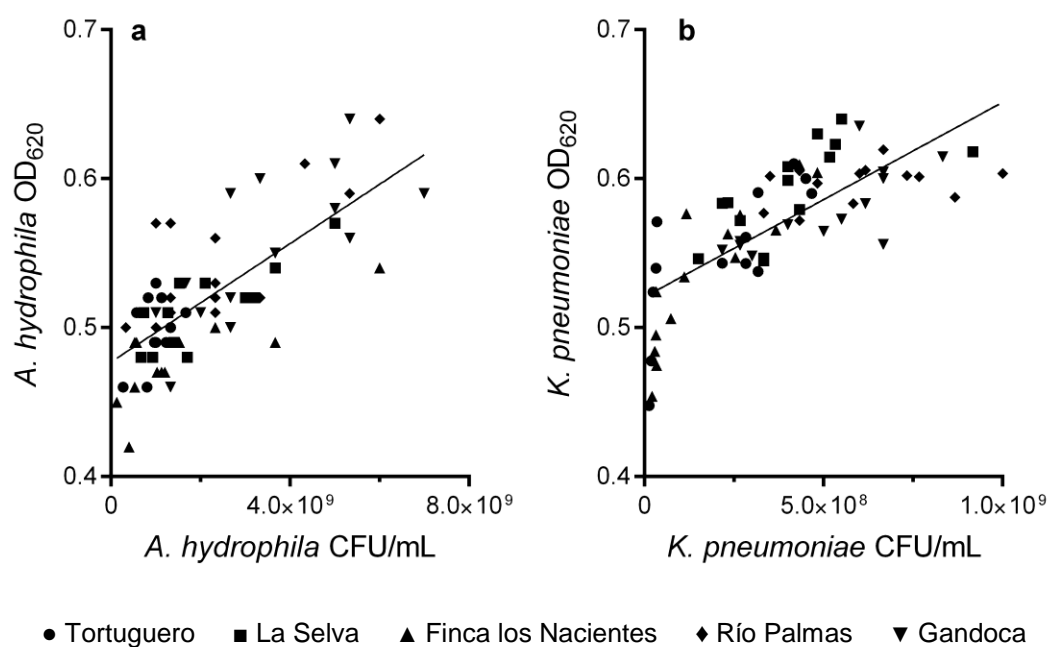 a
b
0.7
0.6
0.5
0.4
A. hydrophila OD620
0
4.0×10⁹
8.0×10⁹
A. hydrophila CFU/mL
0.7
0.6
0.5
0.4
K. pneumoniae OD620
0
5.0×10⁸
1.0×10⁹
K. pneumoniae CFU/mL
Tortuguero La Selva Finca los Nacientes Río Palmas Gandoca